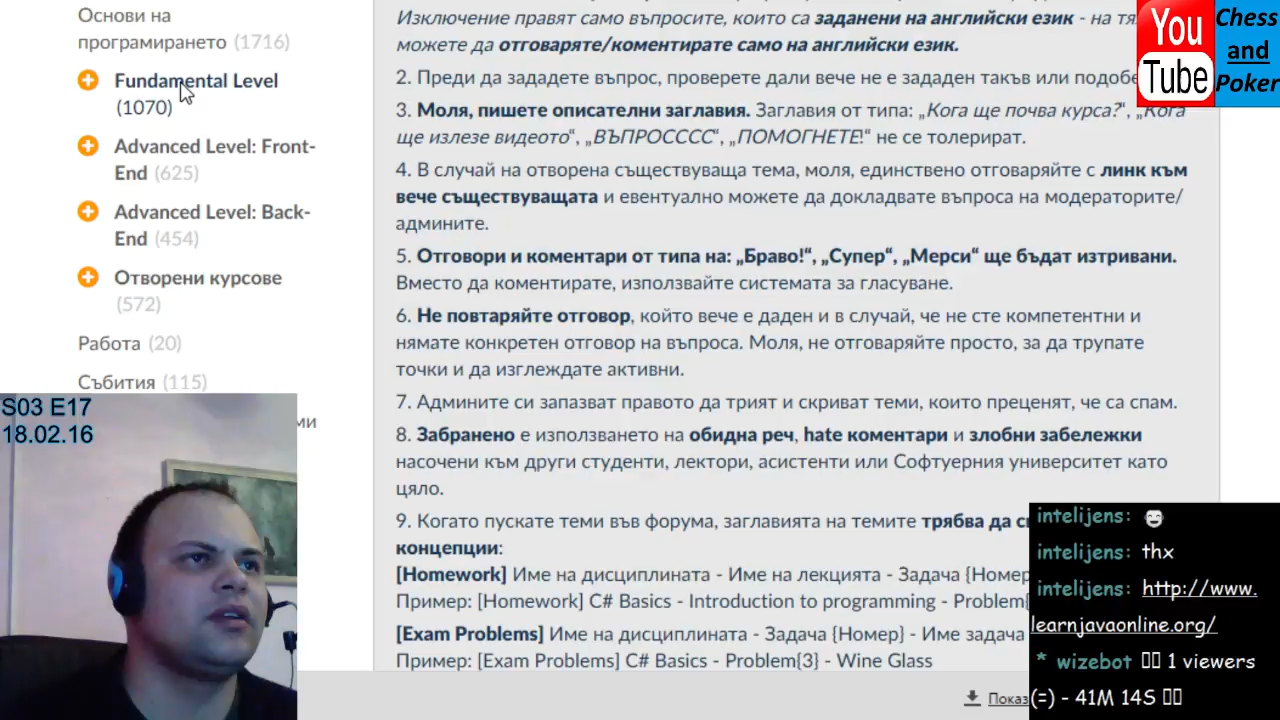 Основи на
програмирането (1716)
Fundamental Level
(1070)
Advanced Level: Front-
End (625)
Advanced Level: Back-
End (454)
Отворени курсове
(572)
Работа (20)
Събития (115)
ми
S03 E17
18.02.16
Изключение правят само въпросите, които са заданени на английски език - на
можете да отговаряте/коментирате само на английски език.
2. Преди да зададете въпрос, проверете дали вече не е зададен такъв или
3. Моля, пишете описателни заглавия. Заглавия от типа: „Кога ще почва курса?“, „Кога
ще излезе видеото“, „ВЪПРОСССС“, „ПОМОГНЕТЕ!“ не се толерират.
4. В случай на отворена съществуваща тема, моля, единствено отговаряйте с линк към
вече съществуващата и евентуално можете да докладвате въпроса на модераторите/
админите.
5. Отговори и коментари от типа на: „Браво!“, „Супер“, „Мерси“ ще бъдат изтривани.
Вместо да коментирате, използвайте системата за гласуване.
6. Не повтаряйте отговор, който вече е даден и в случай, че не сте компетентни и
нямате конкретен отговор на въпроса. Моля, не отговаряйте просто, за да трупате
точки и да изглеждате активни.
7. Админите си запазват правото да трият и скриват теми, които преценят, че са спам.
8. Забранено е използването на обидна реч, hate коментари и злобни забележки
насочени към други студенти, лектори, асистенти или Софтуерния университет като
цяло.
9. Когато пускате теми във форума, заглавията на темите трябва да
концепции:
[Homework] Име на дисциплината - Име на лекцията - Задача {Номер
Пример: [Homework] C# Basics - Introduction to programming - Problem{
[Exam Problems] Име на дисциплината - Задача {Номер} - Име задача
Пример: [Exam Problems] C# Basics - Problem{3} - Wine Glass
Показ
You
Tube
Chess
and
Poker
intelijens:
intelijens: thx
intelijens: http://www.
learnjavaonline.org/
* wizebot 1 viewers
(=) - 41M 14S